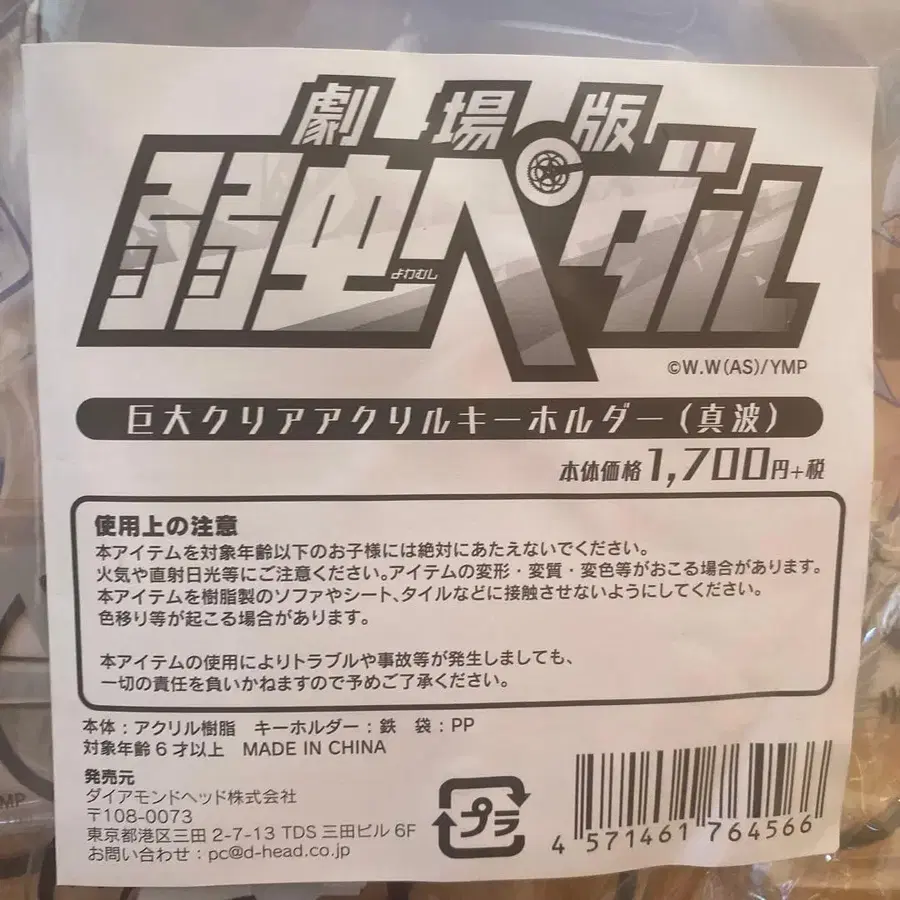 劇場版
弱虫ペダル
よわむし
©W.W(AS)/YMP
巨大クリアアクリルキーホルダー(真波)
本体価格1,700円+税
使用上の注意
本アイテムを対象年齢以下のお子様には絶対にあたえないでください。
火気や直射日光等にご注意ください。アイテムの変形・変質・変色等がおこる場合があります。
本アイテムを樹脂製のソファやシート、タイルなどに接触させないようにしてください。
色移り等が起こる場合があります。
本アイテムの使用によりトラブルや事故等が発生しましても、
一切の責任を負いかねますので予めご了承ください。
本体:アクリル樹脂 キーホルダー:鉄 袋:PP
対象年齢6才以上 MADE IN CHINA
発売元
ダイアモンドヘッド株式会社
〒108-0073
東京都港区三田2-7-13 TDS三田ビル6F
お問い合わせ:pc@d-head.co.jp
プラ
4 571461 764566
MP